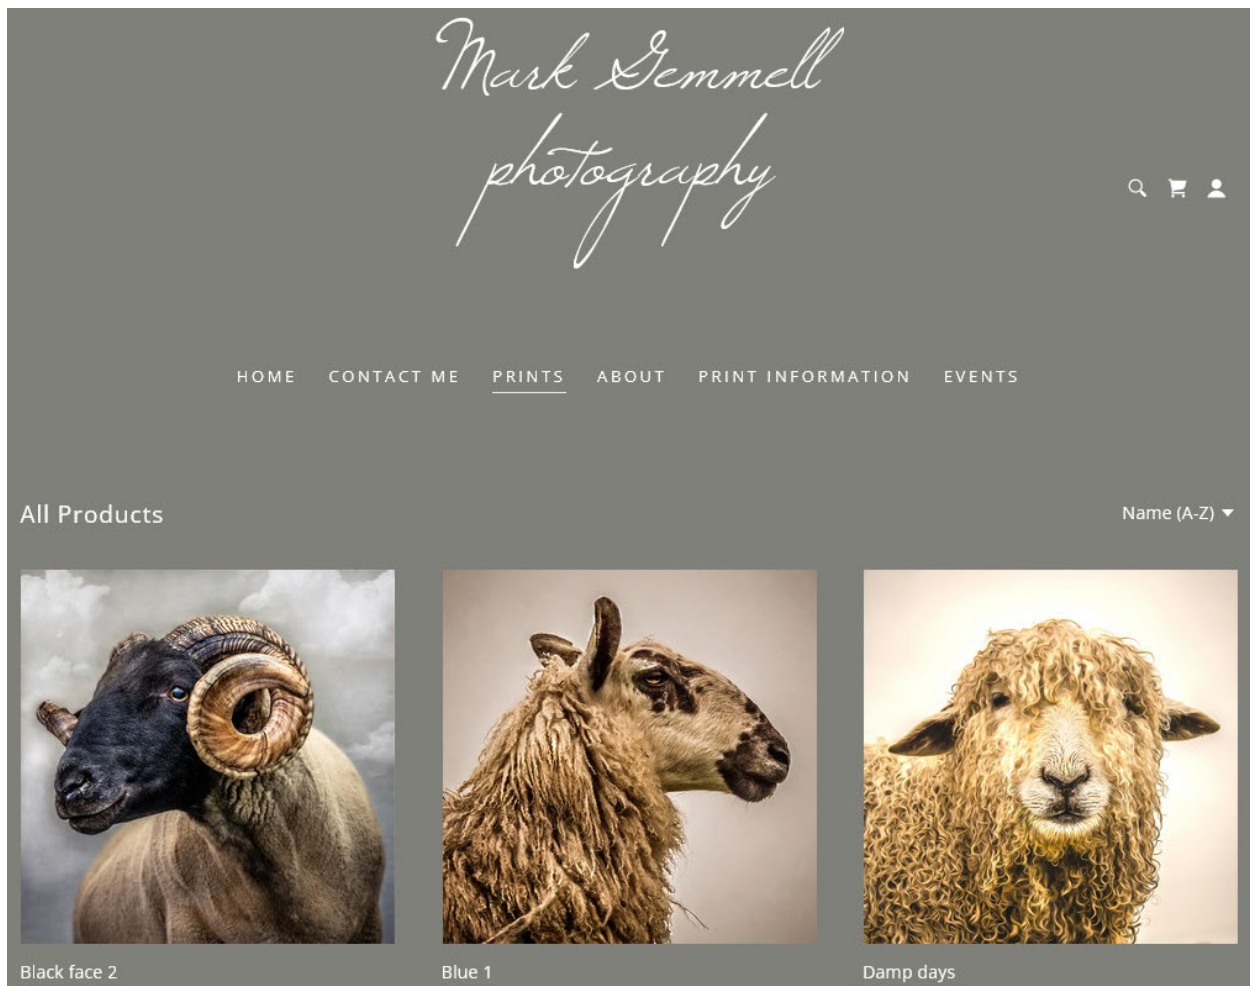 Mark Gemmell
photography
HOME CONTACT ME PRINTS ABOUT PRINT INFORMATION EVENTS
All Products
Name (A-Z)
Black face 2
Blue 1
Damp days